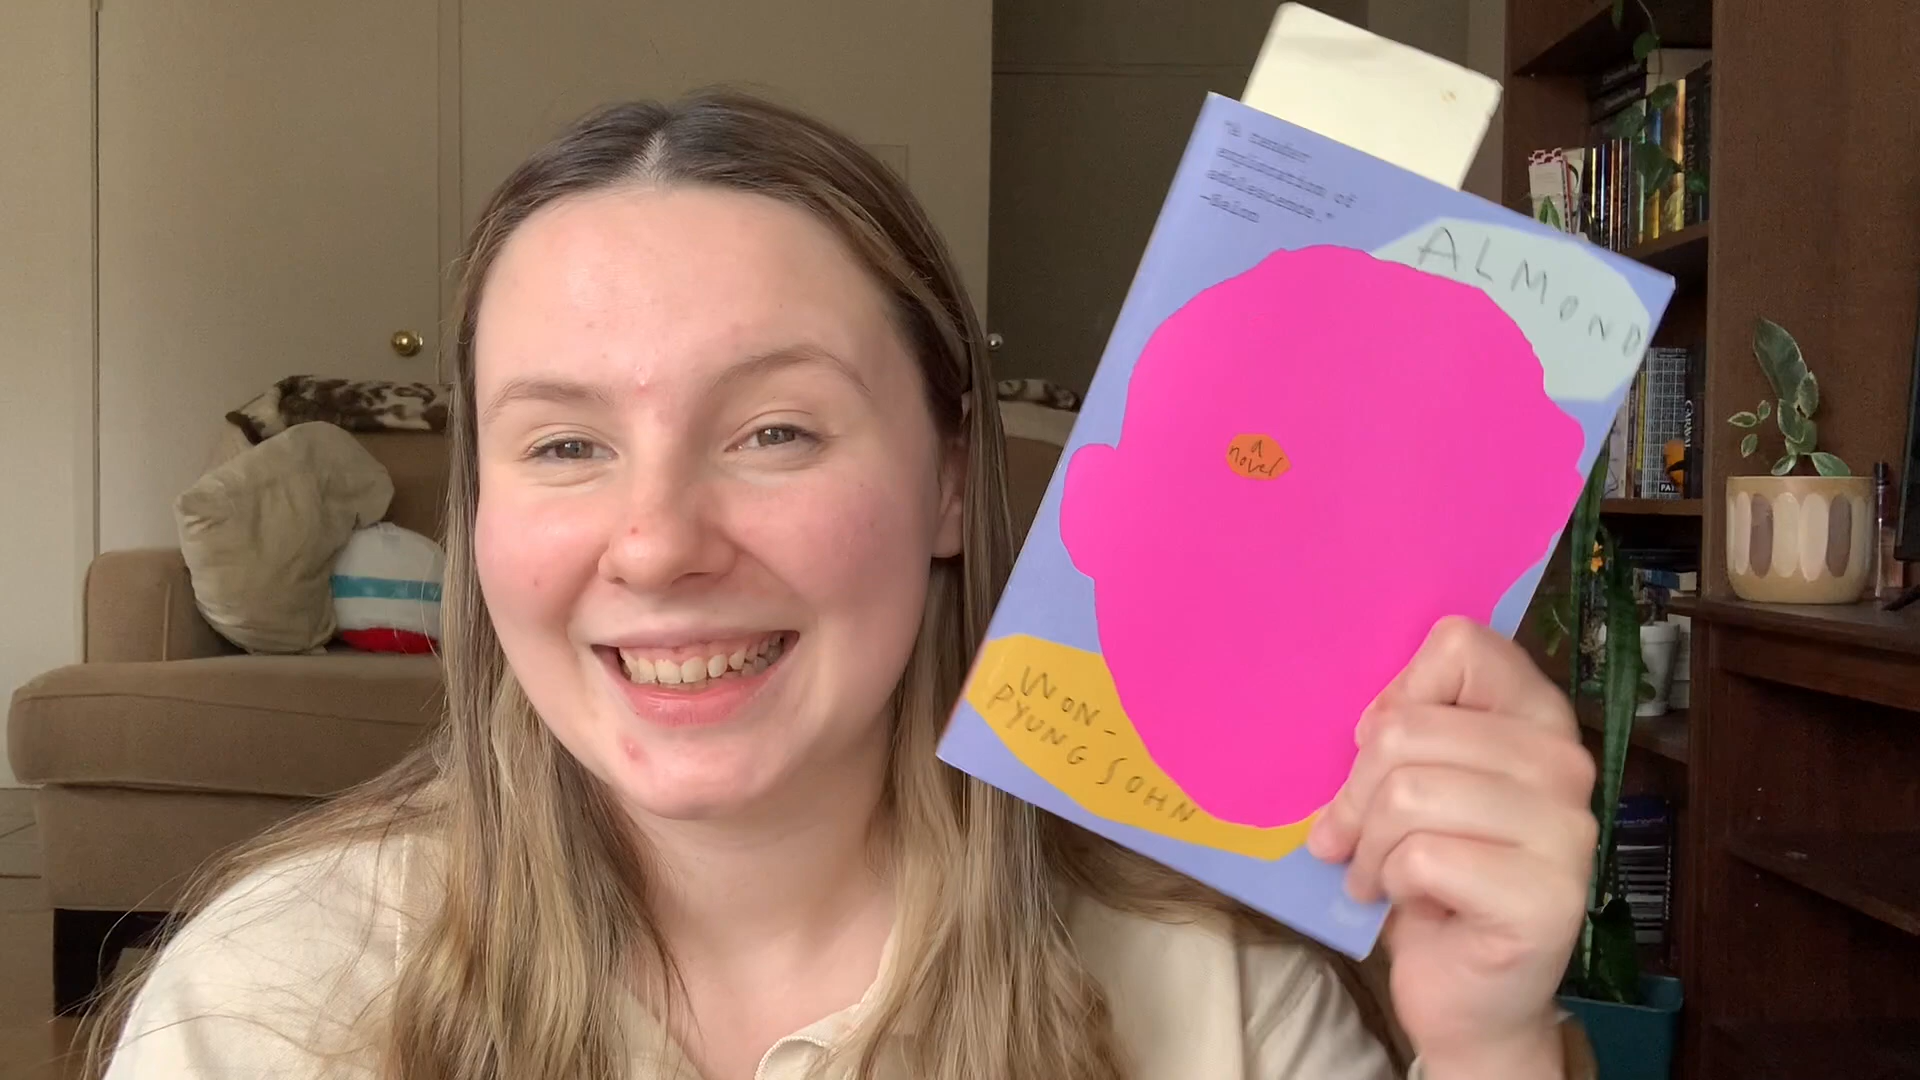 "A tender
exploration of
adolescence."
—Salon
ALMOND
a
novel
WON-
PYUNG SOHN